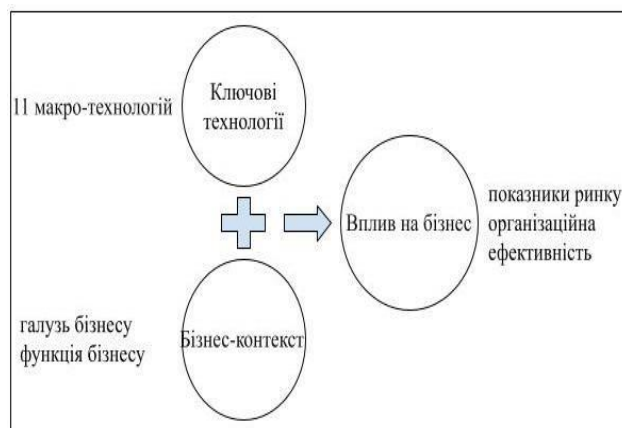 11 макро-технологій
Ключові
технології
Вплив на бізнес
показники ринку
організаційна
ефективність
галузь бізнесу
функція бізнесу
Бізнес-контекст